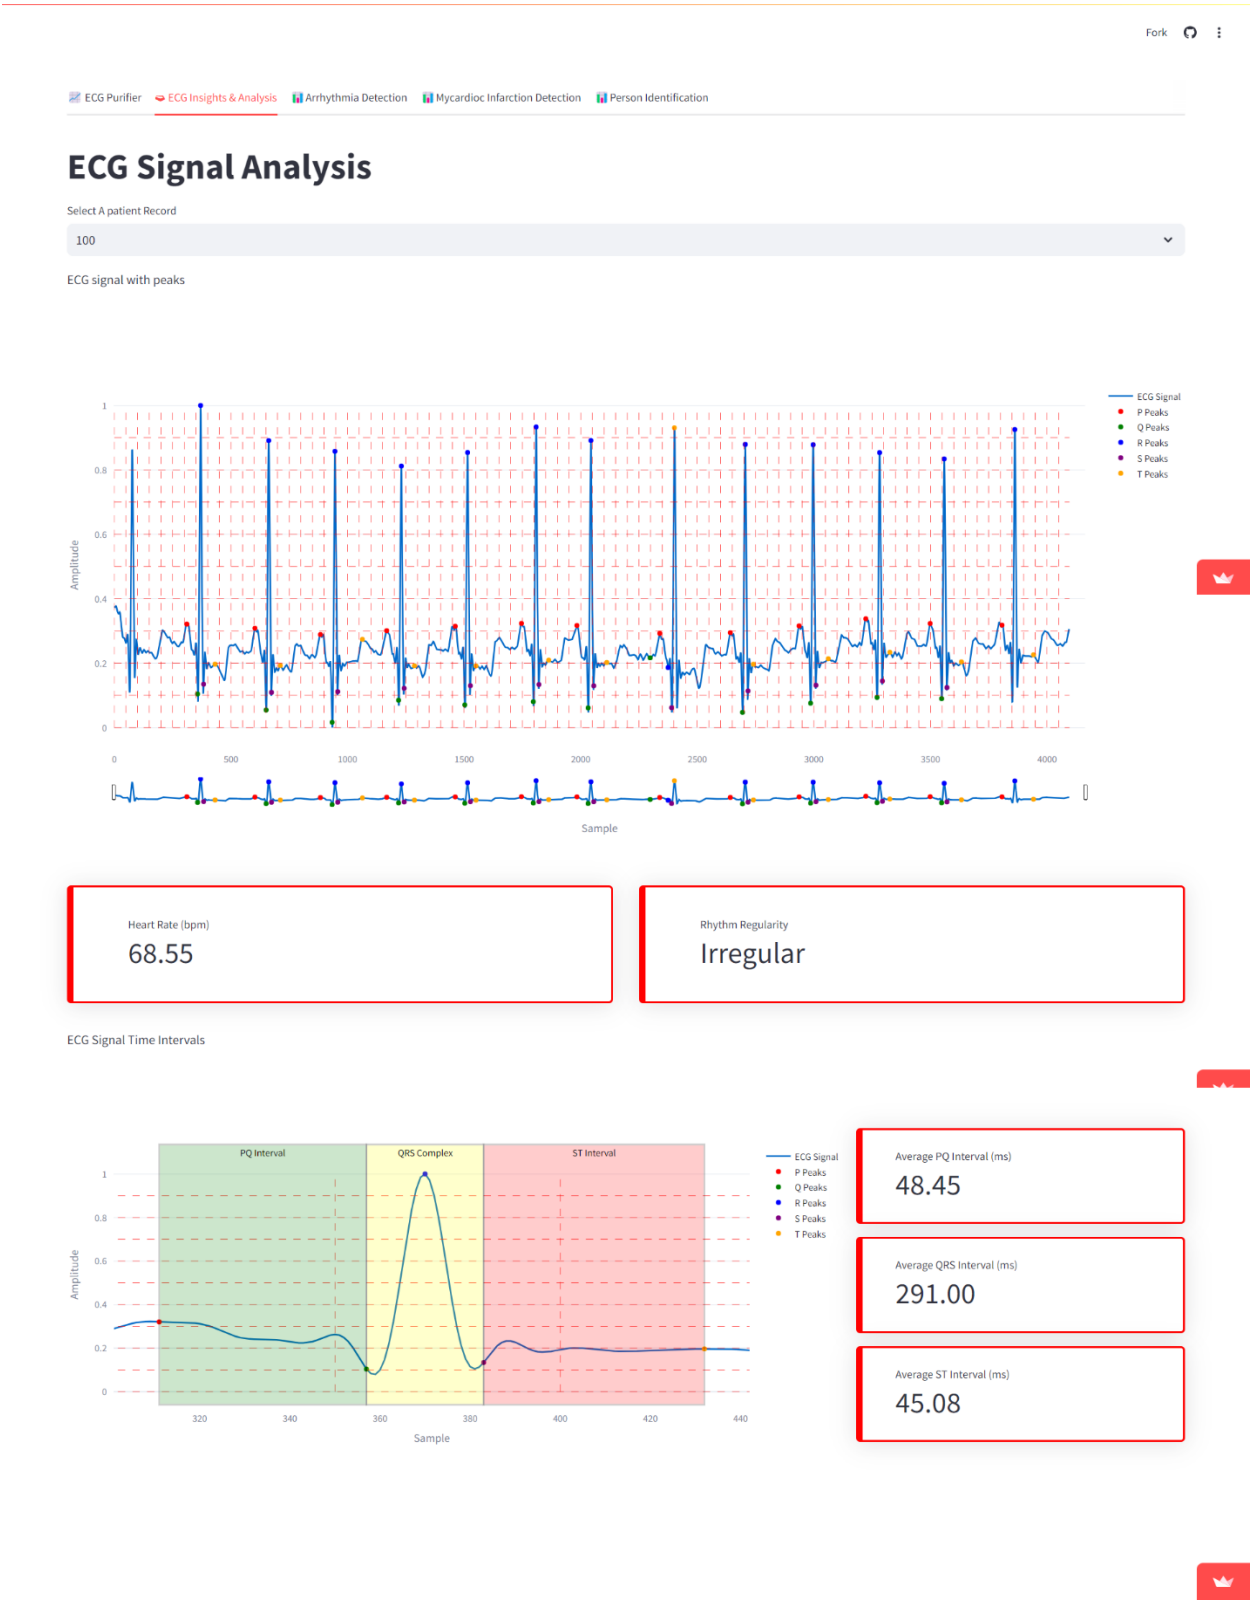 Fork
ECG Purifier ECG Insights & Analysis Arrhythmia Detection Mycardioc Infarction Detection Person Identification
ECG Signal Analysis
Select A patient Record
100
ECG signal with peaks
ECG Signal
P Peaks
Q Peaks
R Peaks
S Peaks
T Peaks
1
0.8
0.6
0.4
0.2
0
Amplitude
0 500 1000 1500 2000 2500 3000 3500 4000
Sample
Heart Rate (bpm)
68.55
Rhythm Regularity
Irregular
ECG Signal Time Intervals
PQ Interval QRS Complex ST Interval
1
0.8
0.6
0.4
0.2
0
Amplitude
320 340 360 380 400 420 440
Sample
ECG Signal
P Peaks
Q Peaks
R Peaks
S Peaks
T Peaks
Average PQ Interval (ms)
48.45
Average QRS Interval (ms)
291.00
Average ST Interval (ms)
45.08